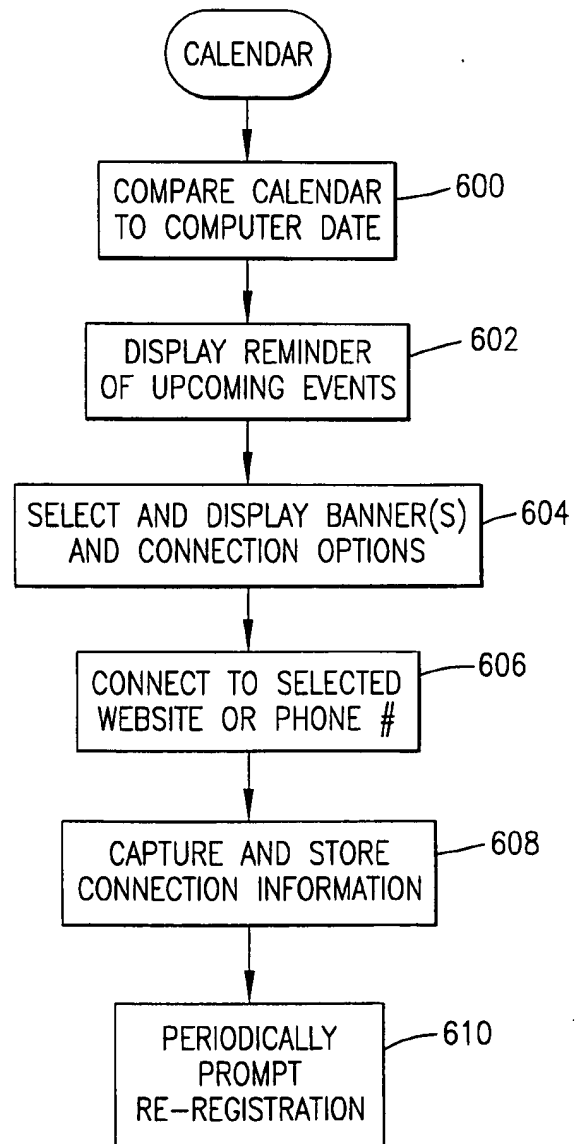 CALENDAR
COMPARE CALENDAR
TO COMPUTER DATE
600
DISPLAY REMINDER
OF UPCOMING EVENTS
602
SELECT AND DISPLAY BANNER(S)
AND CONNECTION OPTIONS
604
CONNECT TO SELECTED
WEBSITE OR PHONE #
606
CAPTURE AND STORE
CONNECTION INFORMATION
608
PERIODICALLY
PROMPT
RE-REGISTRATION
610